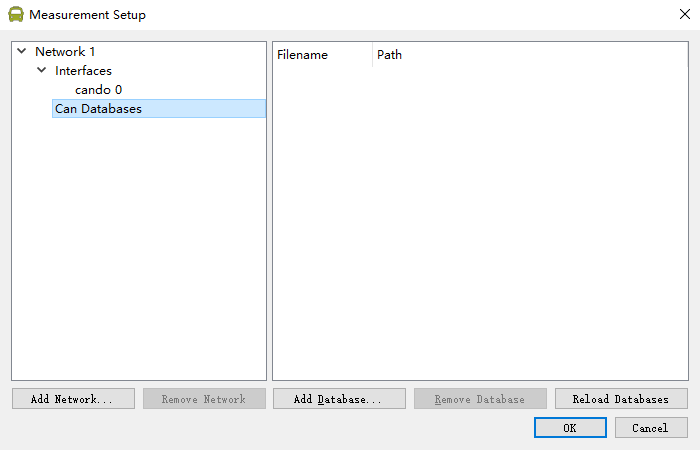 Measurement Setup
Network 1
Interfaces
cando 0
Can Databases
Filename Path
Add Network... Remove Network Add Database... Remove Database Reload Databases
OK Cancel